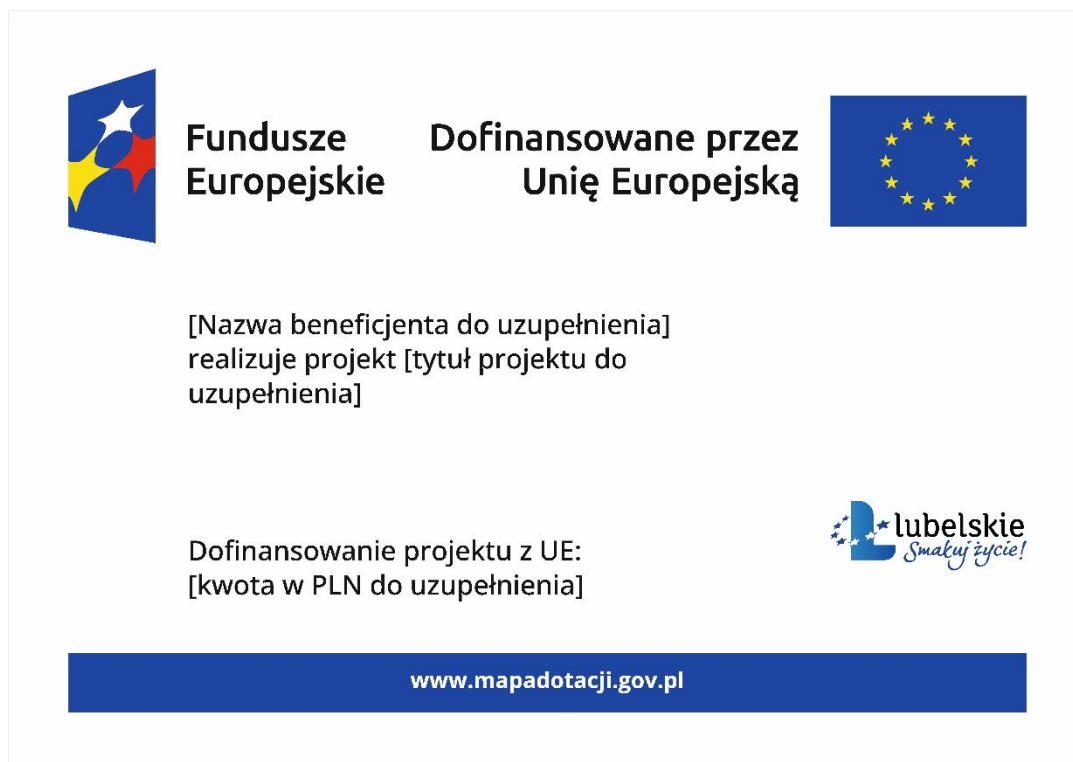 Fundusze
Europejskie
Dofinansowane przez
Unię Europejską
[Nazwa beneficjenta do uzupełnienia]
realizuje projekt [tytuł projektu do
uzupełnienia]
Dofinansowanie projektu z UE:
[kwota w PLN do uzupełnienia]
lubelskie
Smakuj życie!
www.mapadotacji.gov.pl